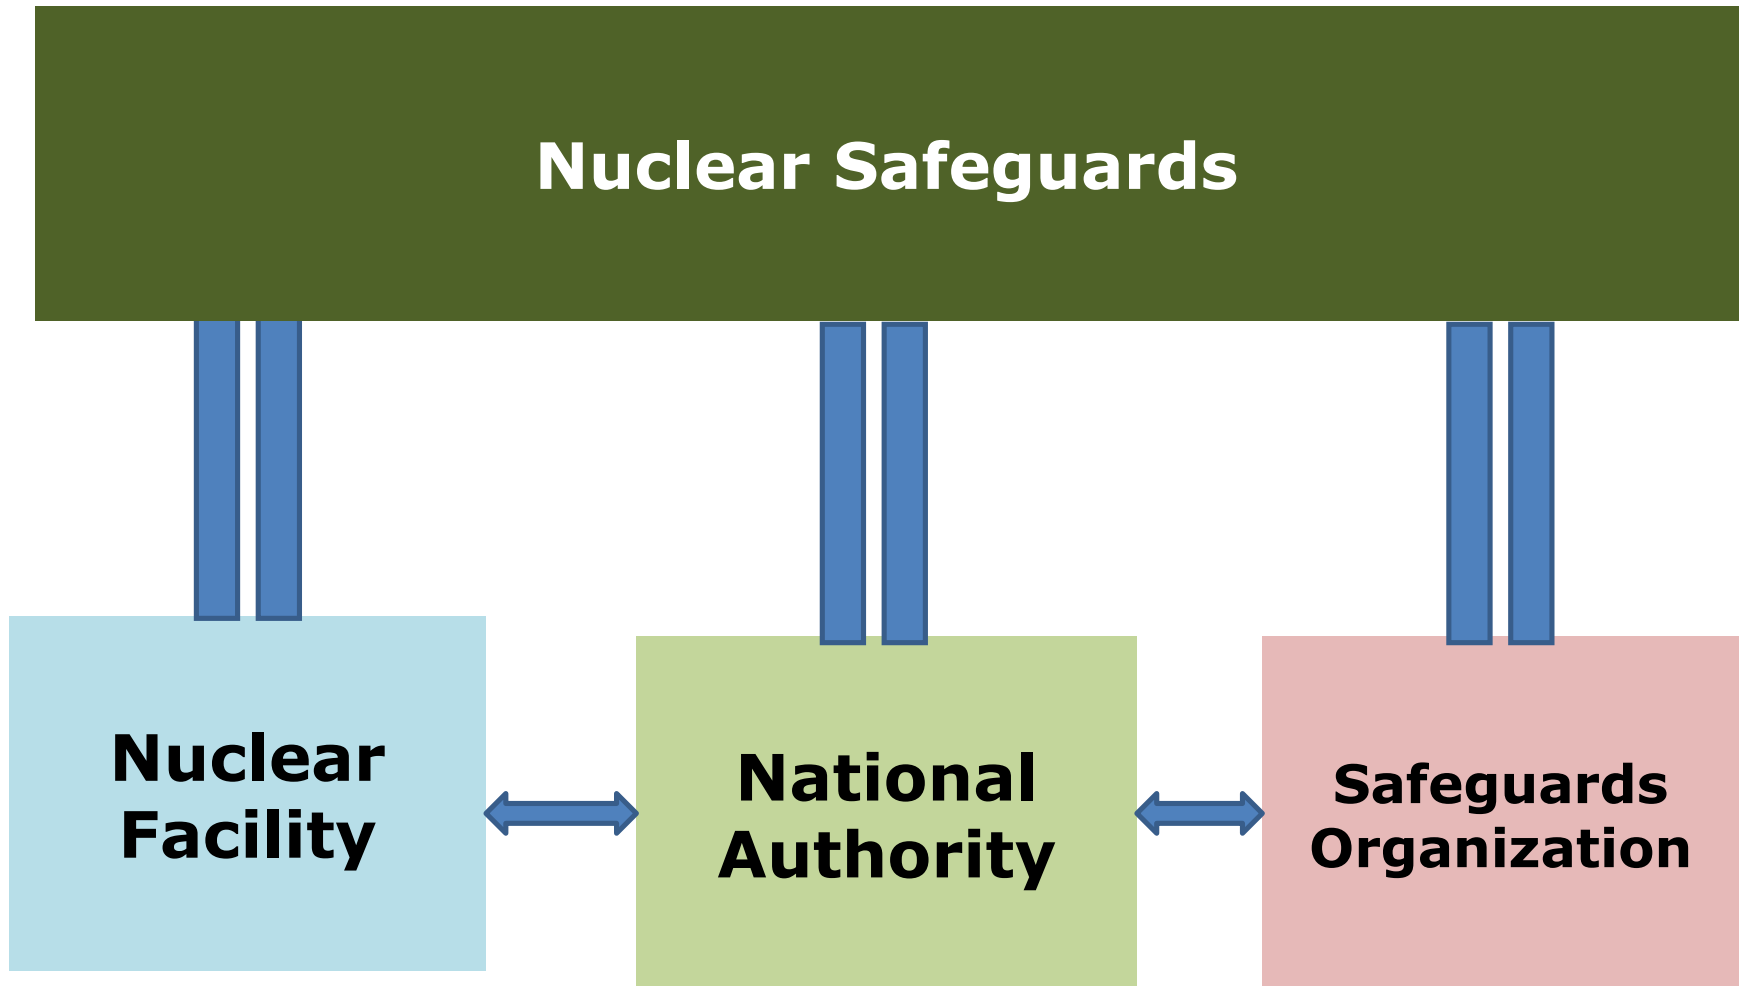 Nuclear Safeguards
Nuclear
Facility
National
Authority
Safeguards
Organization